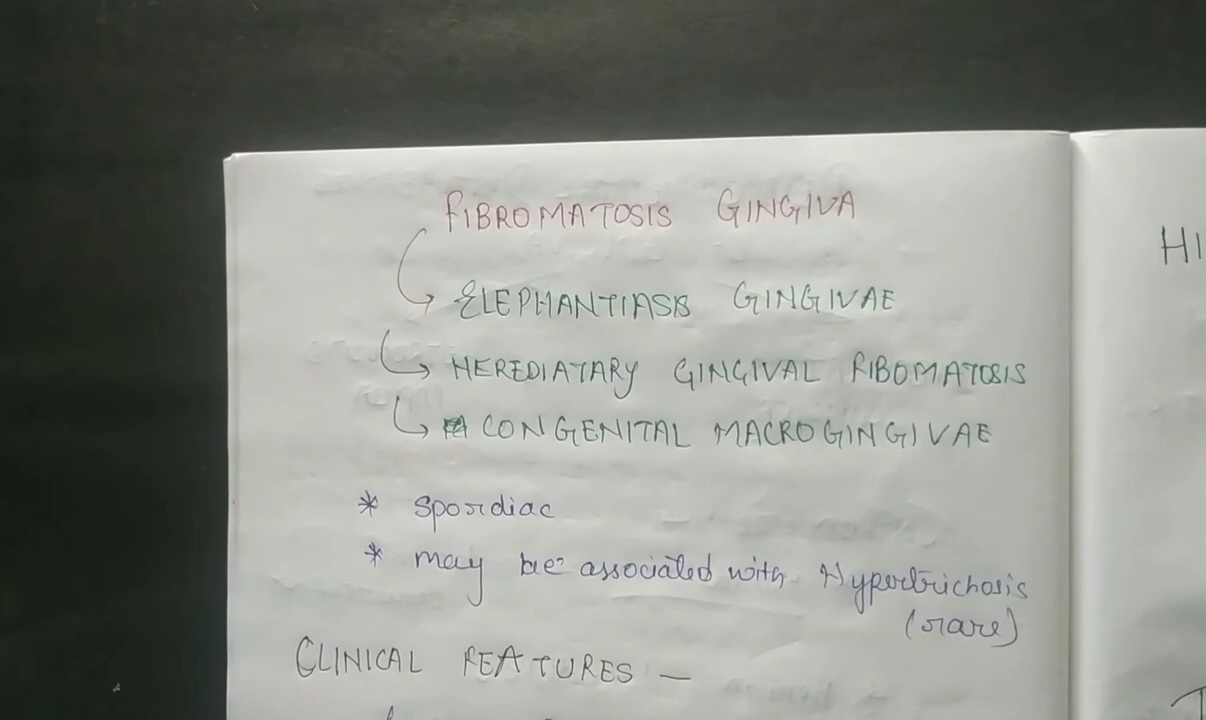 FIBROMATOSIS GINGIVA
ELEPHANTIASIS GINGIVAE
HEREDIATARY GINGIVAL FIBOMATOSIS
CONGENITAL MACROGINGIVAE
* Spordiac
* may be associated with Hypertrichosis
(rare)
CLINICAL FEATURES —
HI